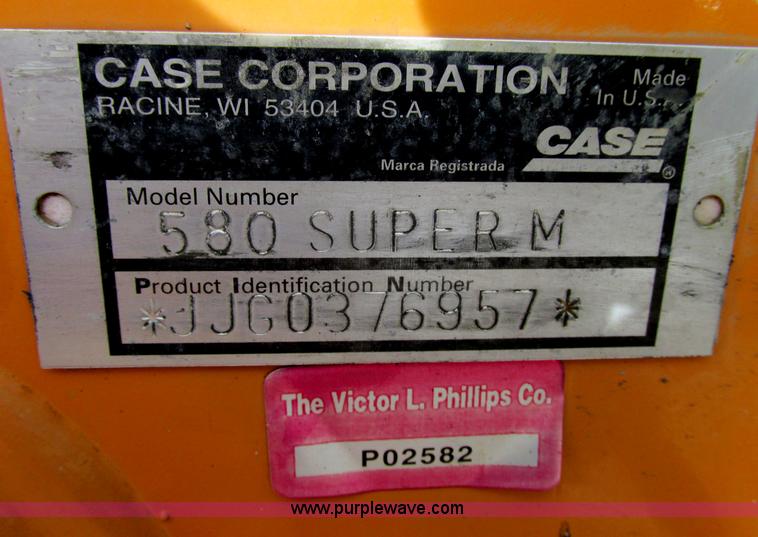 CASE CORPORATION
Made
RACINE, WI 53404 U.S.A.
In U.S.A.
CASE
Marca Registrada
®
Model Number
580 SUPER M
Product Identification Number
*JJG0376957*
The Victor L. Phillips Co.
P02582
www.purplewave.com